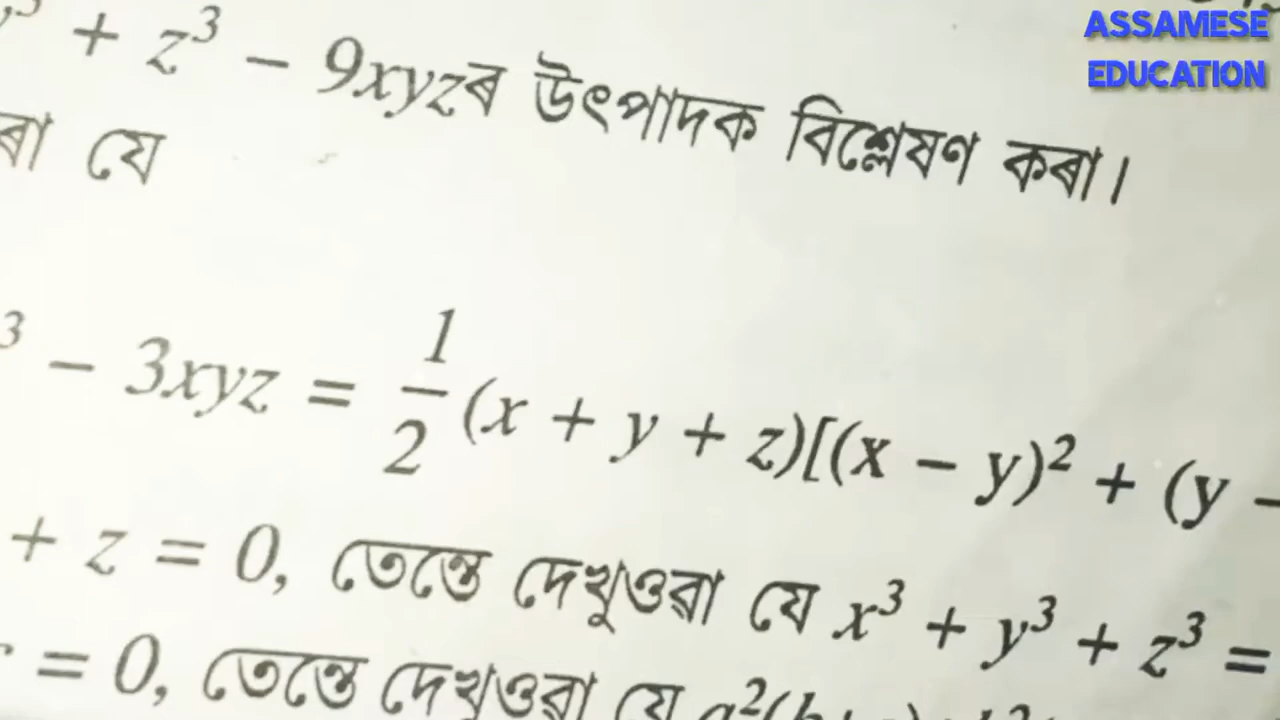 ASSAMESE
EDUCATION
+ z³ − 9xyzৰ উৎপাদক বিশ্লেষণ কৰা।
ৰা যে
³ − 3xyz = 1/2 (x + y + z)[(x − y)² + (y −
+ z = 0, তেন্তে দেখুওৱা যে x³ + y³ + z³ =
= 0, তেন্তে দেখুওৱা যে